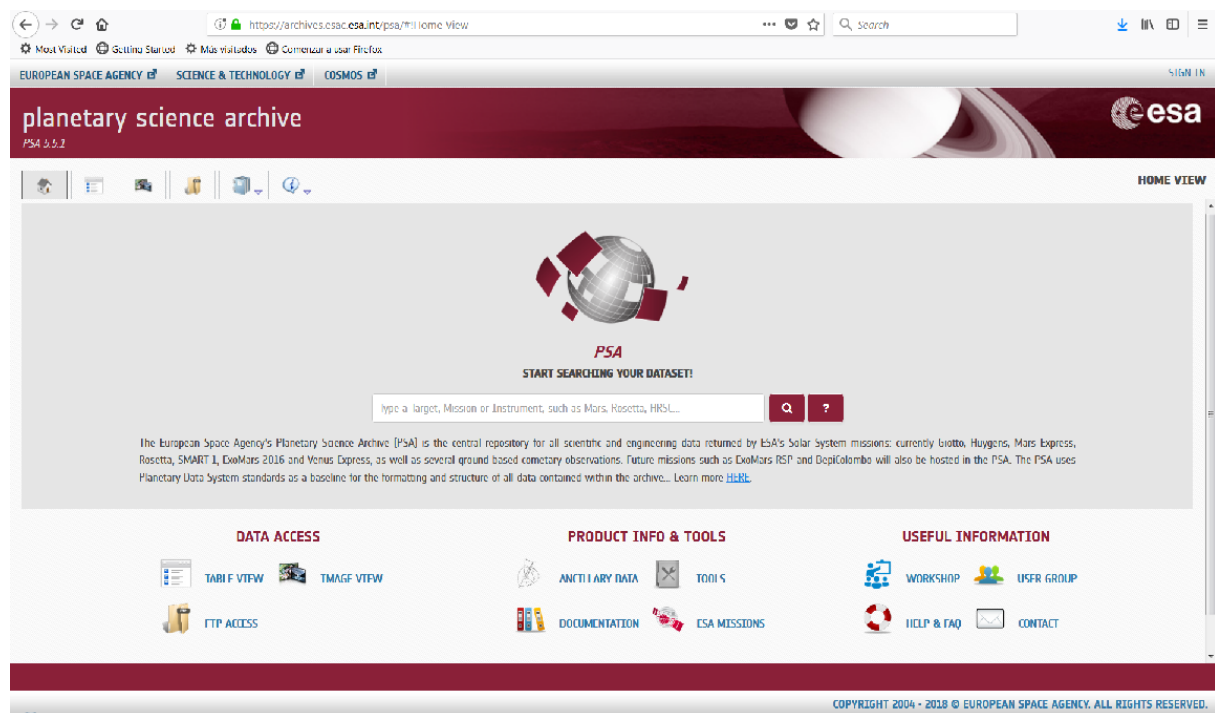 https://archives.esac.esa.int/psa/#!Home View
Search
Most Visited Getting Started Más visitados Comenzar a usar Firefox
EUROPEAN SPACE AGENCY SCIENCE & TECHNOLOGY COSMOS SIGN IN
planetary science archive
PSA 5.5.2
esa
HOME VIEW
PSA
START SEARCHING YOUR DATASET!
Type a Target, Mission or Instrument, such as Mars, Rosetta, HRSC...
?
The European Space Agency's Planetary Science Archive (PSA) is the central repository for all scientific and engineering data returned by ESA's Solar System missions: currently Giotto, Huygens, Mars Express,
Rosetta, SMART 1, ExoMars 2016 and Venus Express, as well as several ground based cometary observations. Future missions such as ExoMars RSP and BepiColombo will also be hosted in the PSA. The PSA uses
Planetary Data System standards as a baseline for the formatting and structure of all data contained within the archive... Learn more HERE.
DATA ACCESS PRODUCT INFO & TOOLS USEFUL INFORMATION
TABLE VIEW IMAGE VIEW ANCILLARY DATA TOOLS WORKSHOP USER GROUP
FTP ACCESS DOCUMENTATION ESA MISSIONS HELP & FAQ CONTACT
COPYRIGHT 2004 - 2018 © EUROPEAN SPACE AGENCY. ALL RIGHTS RESERVED.